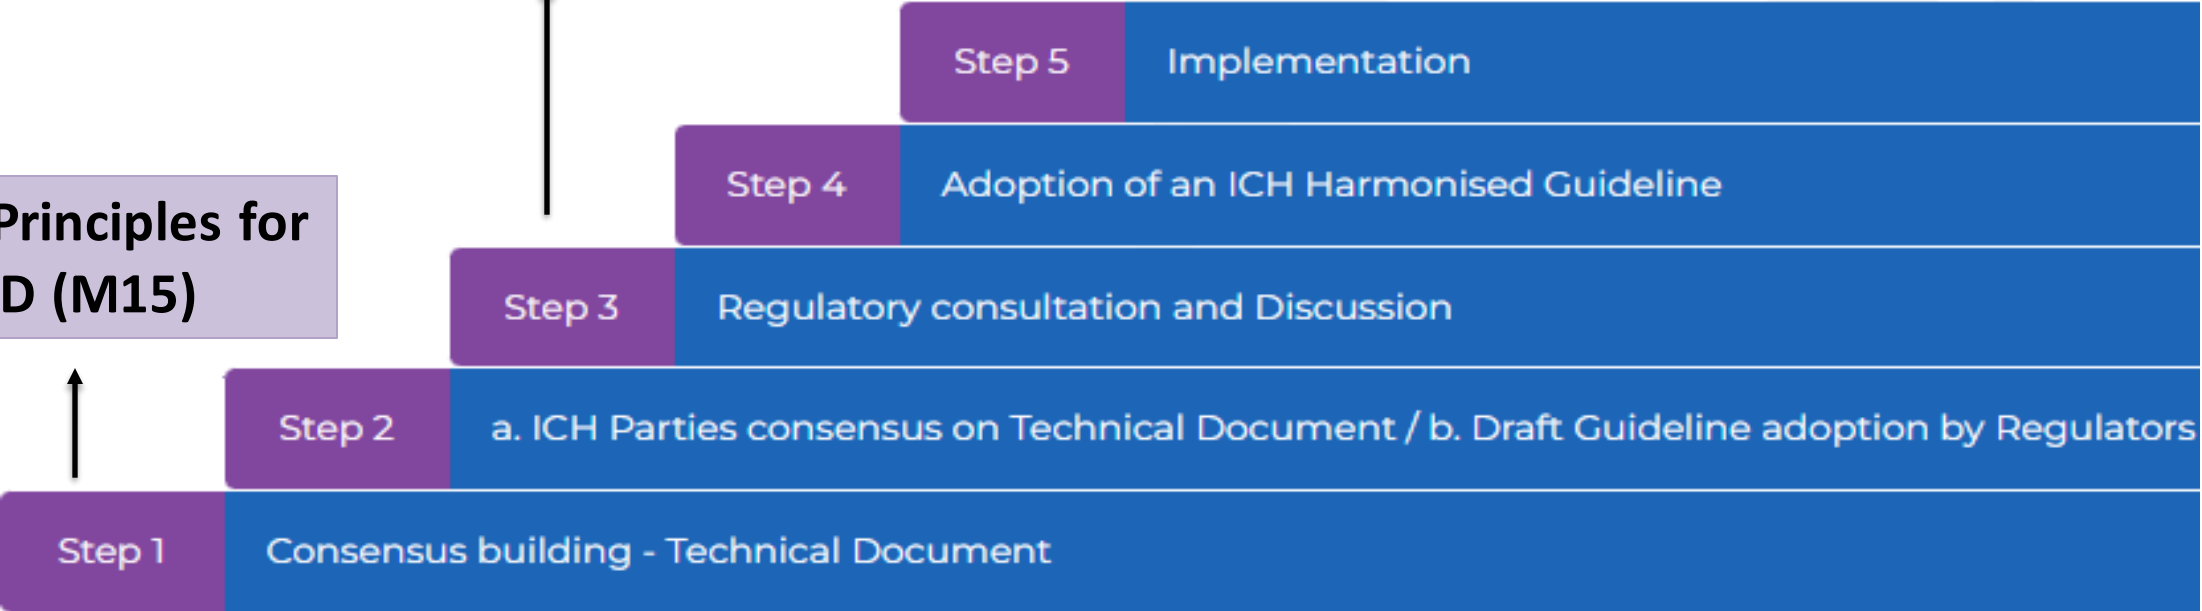 Step 5 Implementation
Step 4 Adoption of an ICH Harmonised Guideline
Principles for
D (M15)
Step 3 Regulatory consultation and Discussion
Step 2 a. ICH Parties consensus on Technical Document / b. Draft Guideline adoption by Regulators
Step 1 Consensus building - Technical Document